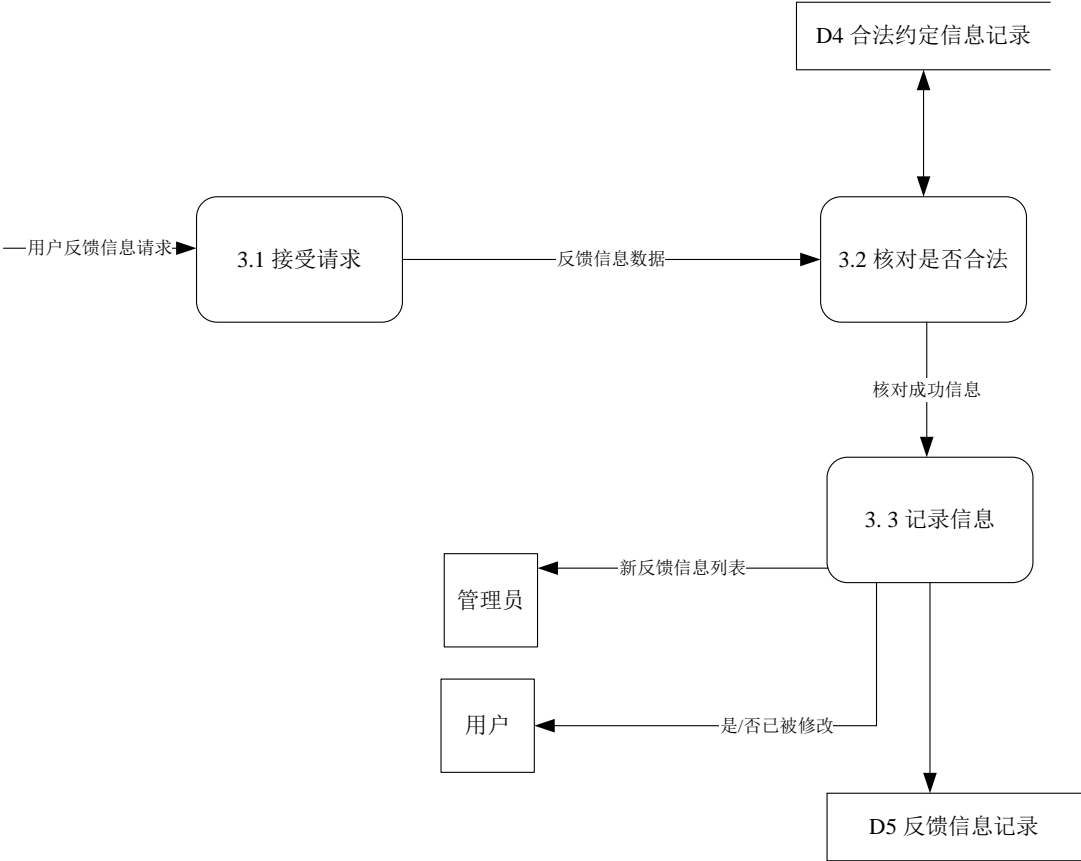 D4 合法约定信息记录
用户反馈信息请求
3.1 接受请求
反馈信息数据
3.2 核对是否合法
核对成功信息
3. 3 记录信息
新反馈信息列表
管理员
用户
是/否已被修改
D5 反馈信息记录